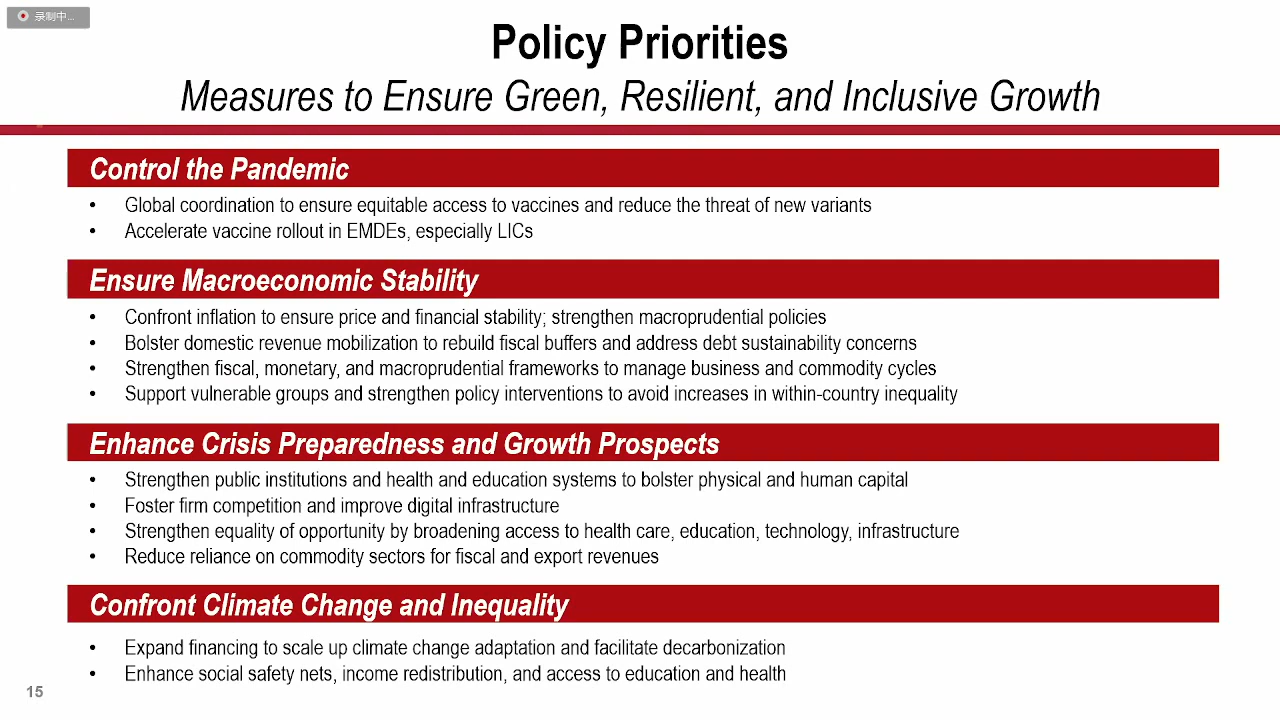 录制中...
Policy Priorities
Measures to Ensure Green, Resilient, and Inclusive Growth
Control the Pandemic
• Global coordination to ensure equitable access to vaccines and reduce the threat of new variants
• Accelerate vaccine rollout in EMDEs, especially LICs
Ensure Macroeconomic Stability
• Confront inflation to ensure price and financial stability; strengthen macroprudential policies
• Bolster domestic revenue mobilization to rebuild fiscal buffers and address debt sustainability concerns
• Strengthen fiscal, monetary, and macroprudential frameworks to manage business and commodity cycles
• Support vulnerable groups and strengthen policy interventions to avoid increases in within-country inequality
Enhance Crisis Preparedness and Growth Prospects
• Strengthen public institutions and health and education systems to bolster physical and human capital
• Foster firm competition and improve digital infrastructure
• Strengthen equality of opportunity by broadening access to health care, education, technology, infrastructure
• Reduce reliance on commodity sectors for fiscal and export revenues
Confront Climate Change and Inequality
• Expand financing to scale up climate change adaptation and facilitate decarbonization
• Enhance social safety nets, income redistribution, and access to education and health
15